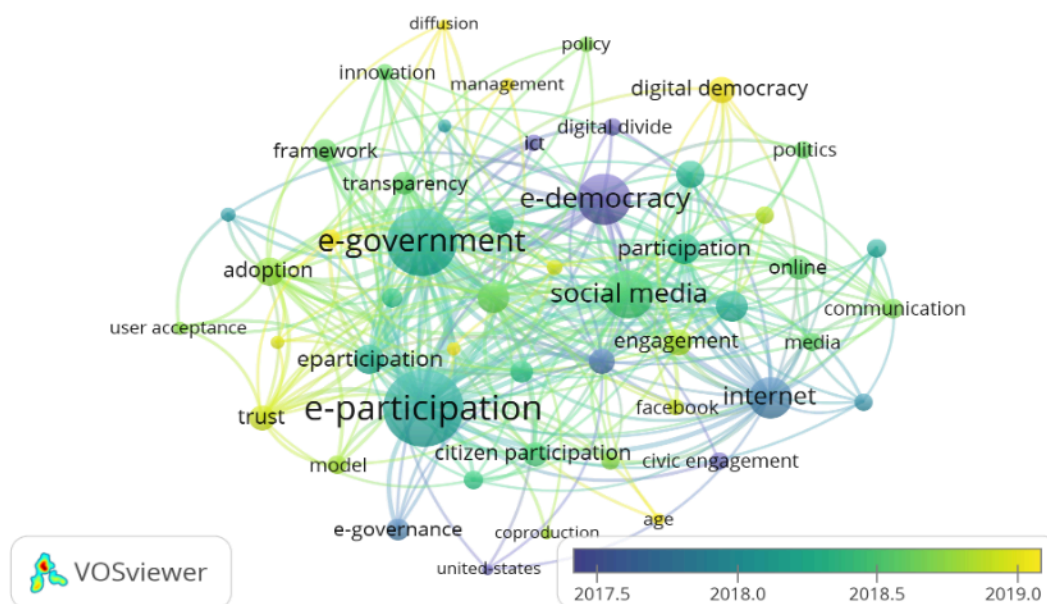 diffusion
policy
innovation
management
digital democracy
digital divide
ict
framework
politics
transparency
e-democracy
e-government
participation
adoption
online
social media
communication
user acceptance
engagement
media
eparticipation
internet
e-participation
facebook
trust
citizen participation
civic engagement
model
age
e-governance
coproduction
united-states
VOSviewer
2017.5 2018.0 2018.5 2019.0